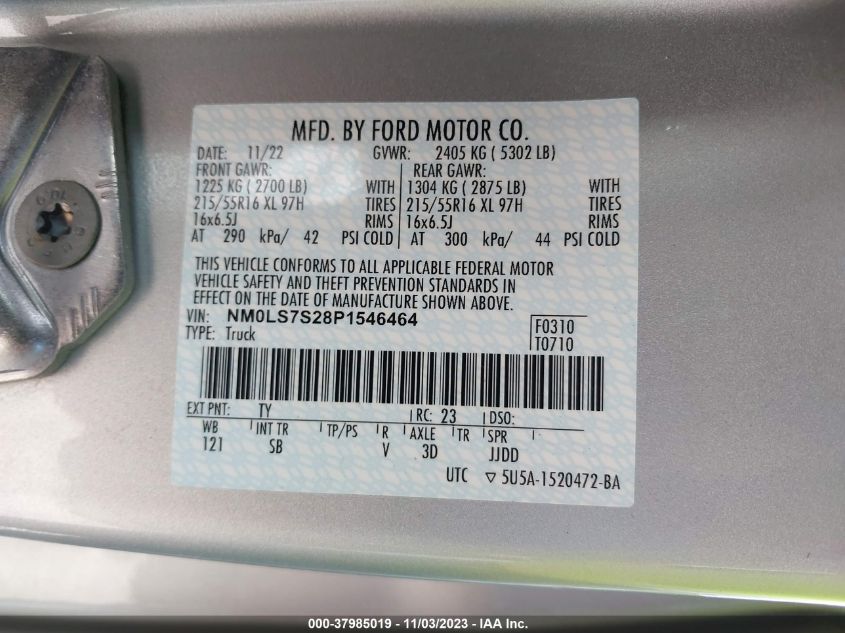 MFD. BY FORD MOTOR CO.
DATE: 11/22 GVWR: 2405 KG ( 5302 LB)
FRONT GAWR: REAR GAWR:
1225 KG ( 2700 LB) WITH 1304 KG ( 2875 LB) WITH
215/55R16 XL 97H TIRES 215/55R16 XL 97H TIRES
16x6.5J RIMS 16x6.5J RIMS
AT 290 kPa/ 42 PSI COLD AT 300 kPa/ 44 PSI COLD
THIS VEHICLE CONFORMS TO ALL APPLICABLE FEDERAL MOTOR
VEHICLE SAFETY AND THEFT PREVENTION STANDARDS IN
EFFECT ON THE DATE OF MANUFACTURE SHOWN ABOVE.
VIN: NM0LS7S28P1546464 F0310
TYPE: Truck T0710
EXT PNT: TY RC: 23 DSO:
WB INT TR TP/PS R AXLE TR SPR
121 SB V 3D JJDD
UTC ▽ 5U5A-1520472-BA
000-37985019 - 11/03/2023 - IAA Inc.